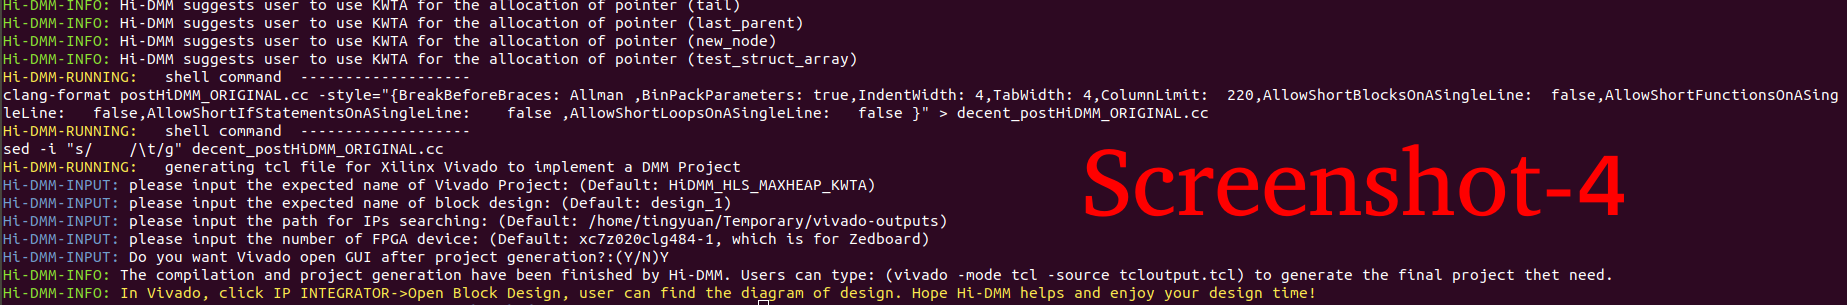 Hi-DMM-INFO: Hi-DMM suggests user to use KWTA for the allocation of pointer (tail)
Hi-DMM-INFO: Hi-DMM suggests user to use KWTA for the allocation of pointer (last_parent)
Hi-DMM-INFO: Hi-DMM suggests user to use KWTA for the allocation of pointer (new_node)
Hi-DMM-INFO: Hi-DMM suggests user to use KWTA for the allocation of pointer (test_struct_array)
Hi-DMM-RUNNING:   shell command  -------------------
clang-format postHiDMM_ORIGINAL.cc -style="{BreakBeforeBraces: Allman ,BinPackParameters: true,IndentWidth: 4,TabWidth: 4,ColumnLimit:  220,AllowShortBlocksOnASingleLine:  false,AllowShortFunctionsOnASing
leLine:   false,AllowShortIfStatementsOnASingleLine:    false ,AllowShortLoopsOnASingleLine:   false }" > decent_postHiDMM_ORIGINAL.cc
Hi-DMM-RUNNING:   shell command  -------------------
sed -i "s/    /\t/g" decent_postHiDMM_ORIGINAL.cc
Hi-DMM-RUNNING:   generating tcl file for Xilinx Vivado to implement a DMM Project
Hi-DMM-INPUT: please input the expected name of Vivado Project: (Default: HiDMM_HLS_MAXHEAP_KWTA)
Hi-DMM-INPUT: please input the expected name of block design: (Default: design_1)
Hi-DMM-INPUT: please input the path for IPs searching: (Default: /home/tingyuan/Temporary/vivado-outputs)
Hi-DMM-INPUT: please input the number of FPGA device: (Default: xc7z020clg484-1, which is for Zedboard)
Hi-DMM-INPUT: Do you want Vivado open GUI after project generation?:(Y/N)Y
Hi-DMM-INFO: The compilation and project generation have been finished by Hi-DMM. Users can type: (vivado -mode tcl -source tcloutput.tcl) to generate the final project thet need.
Hi-DMM-INFO: In Vivado, click IP INTEGRATOR->Open Block Design, user can find the diagram of design. Hope Hi-DMM helps and enjoy your design time!
Screenshot-4